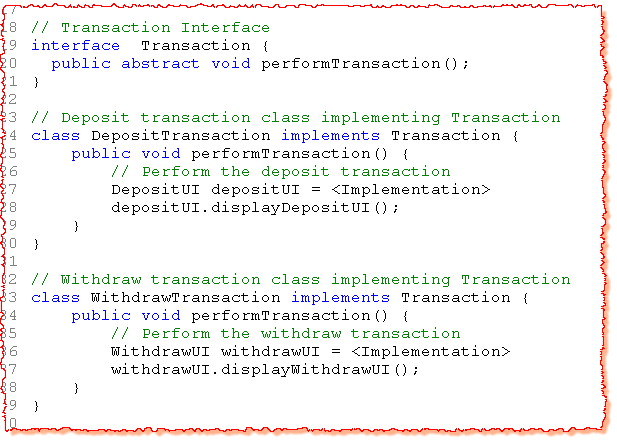 // Transaction Interface
interface  Transaction {
  public abstract void performTransaction();
}

// Deposit transaction class implementing Transaction
class DepositTransaction implements Transaction {
    public void performTransaction() {
        // Perform the deposit transaction
        DepositUI depositUI = <Implementation>
        depositUI.displayDepositUI();
    }
}

// Withdraw transaction class implementing Transaction
class WithdrawTransaction implements Transaction {
    public void performTransaction() {
        // Perform the withdraw transaction
        WithdrawUI withdrawUI = <Implementation>
        withdrawUI.displayWithdrawUI();
    }
}